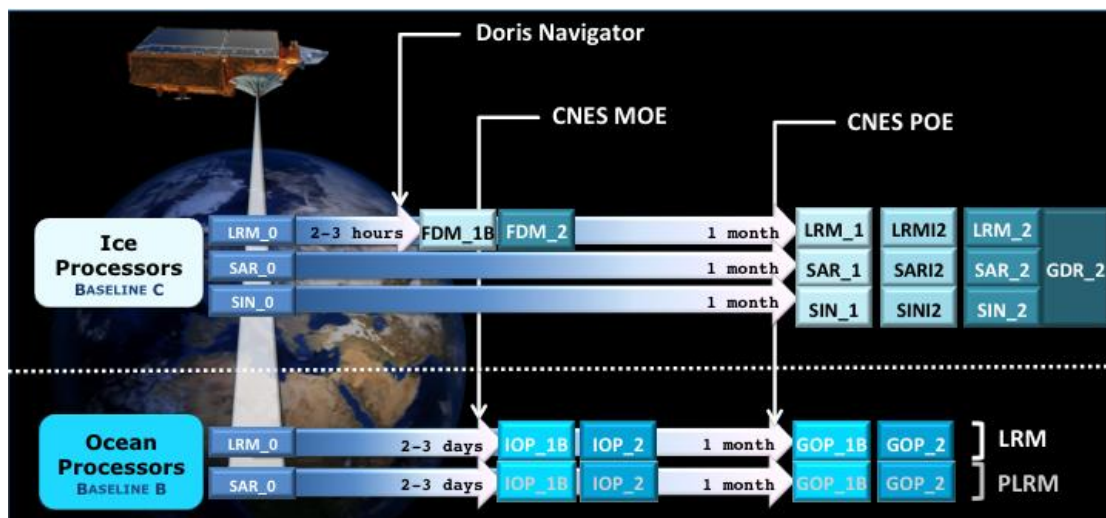 Doris Navigator
CNES MOE
CNES POE
Ice
Processors
BASELINE C
LRM_0
2-3 hours
FDM_1B
FDM_2
1 month
LRM_1
LRMI2
LRM_2
SAR_0
1 month
SAR_1
SARI2
SAR_2
GDR_2
SIN_0
1 month
SIN_1
SINI2
SIN_2
Ocean
Processors
BASELINE B
LRM_0
2-3 days
IOP_1B
IOP_2
1 month
GOP_1B
GOP_2
LRM
SAR_0
2-3 days
IOP_1B
IOP_2
1 month
GOP_1B
GOP_2
PLRM